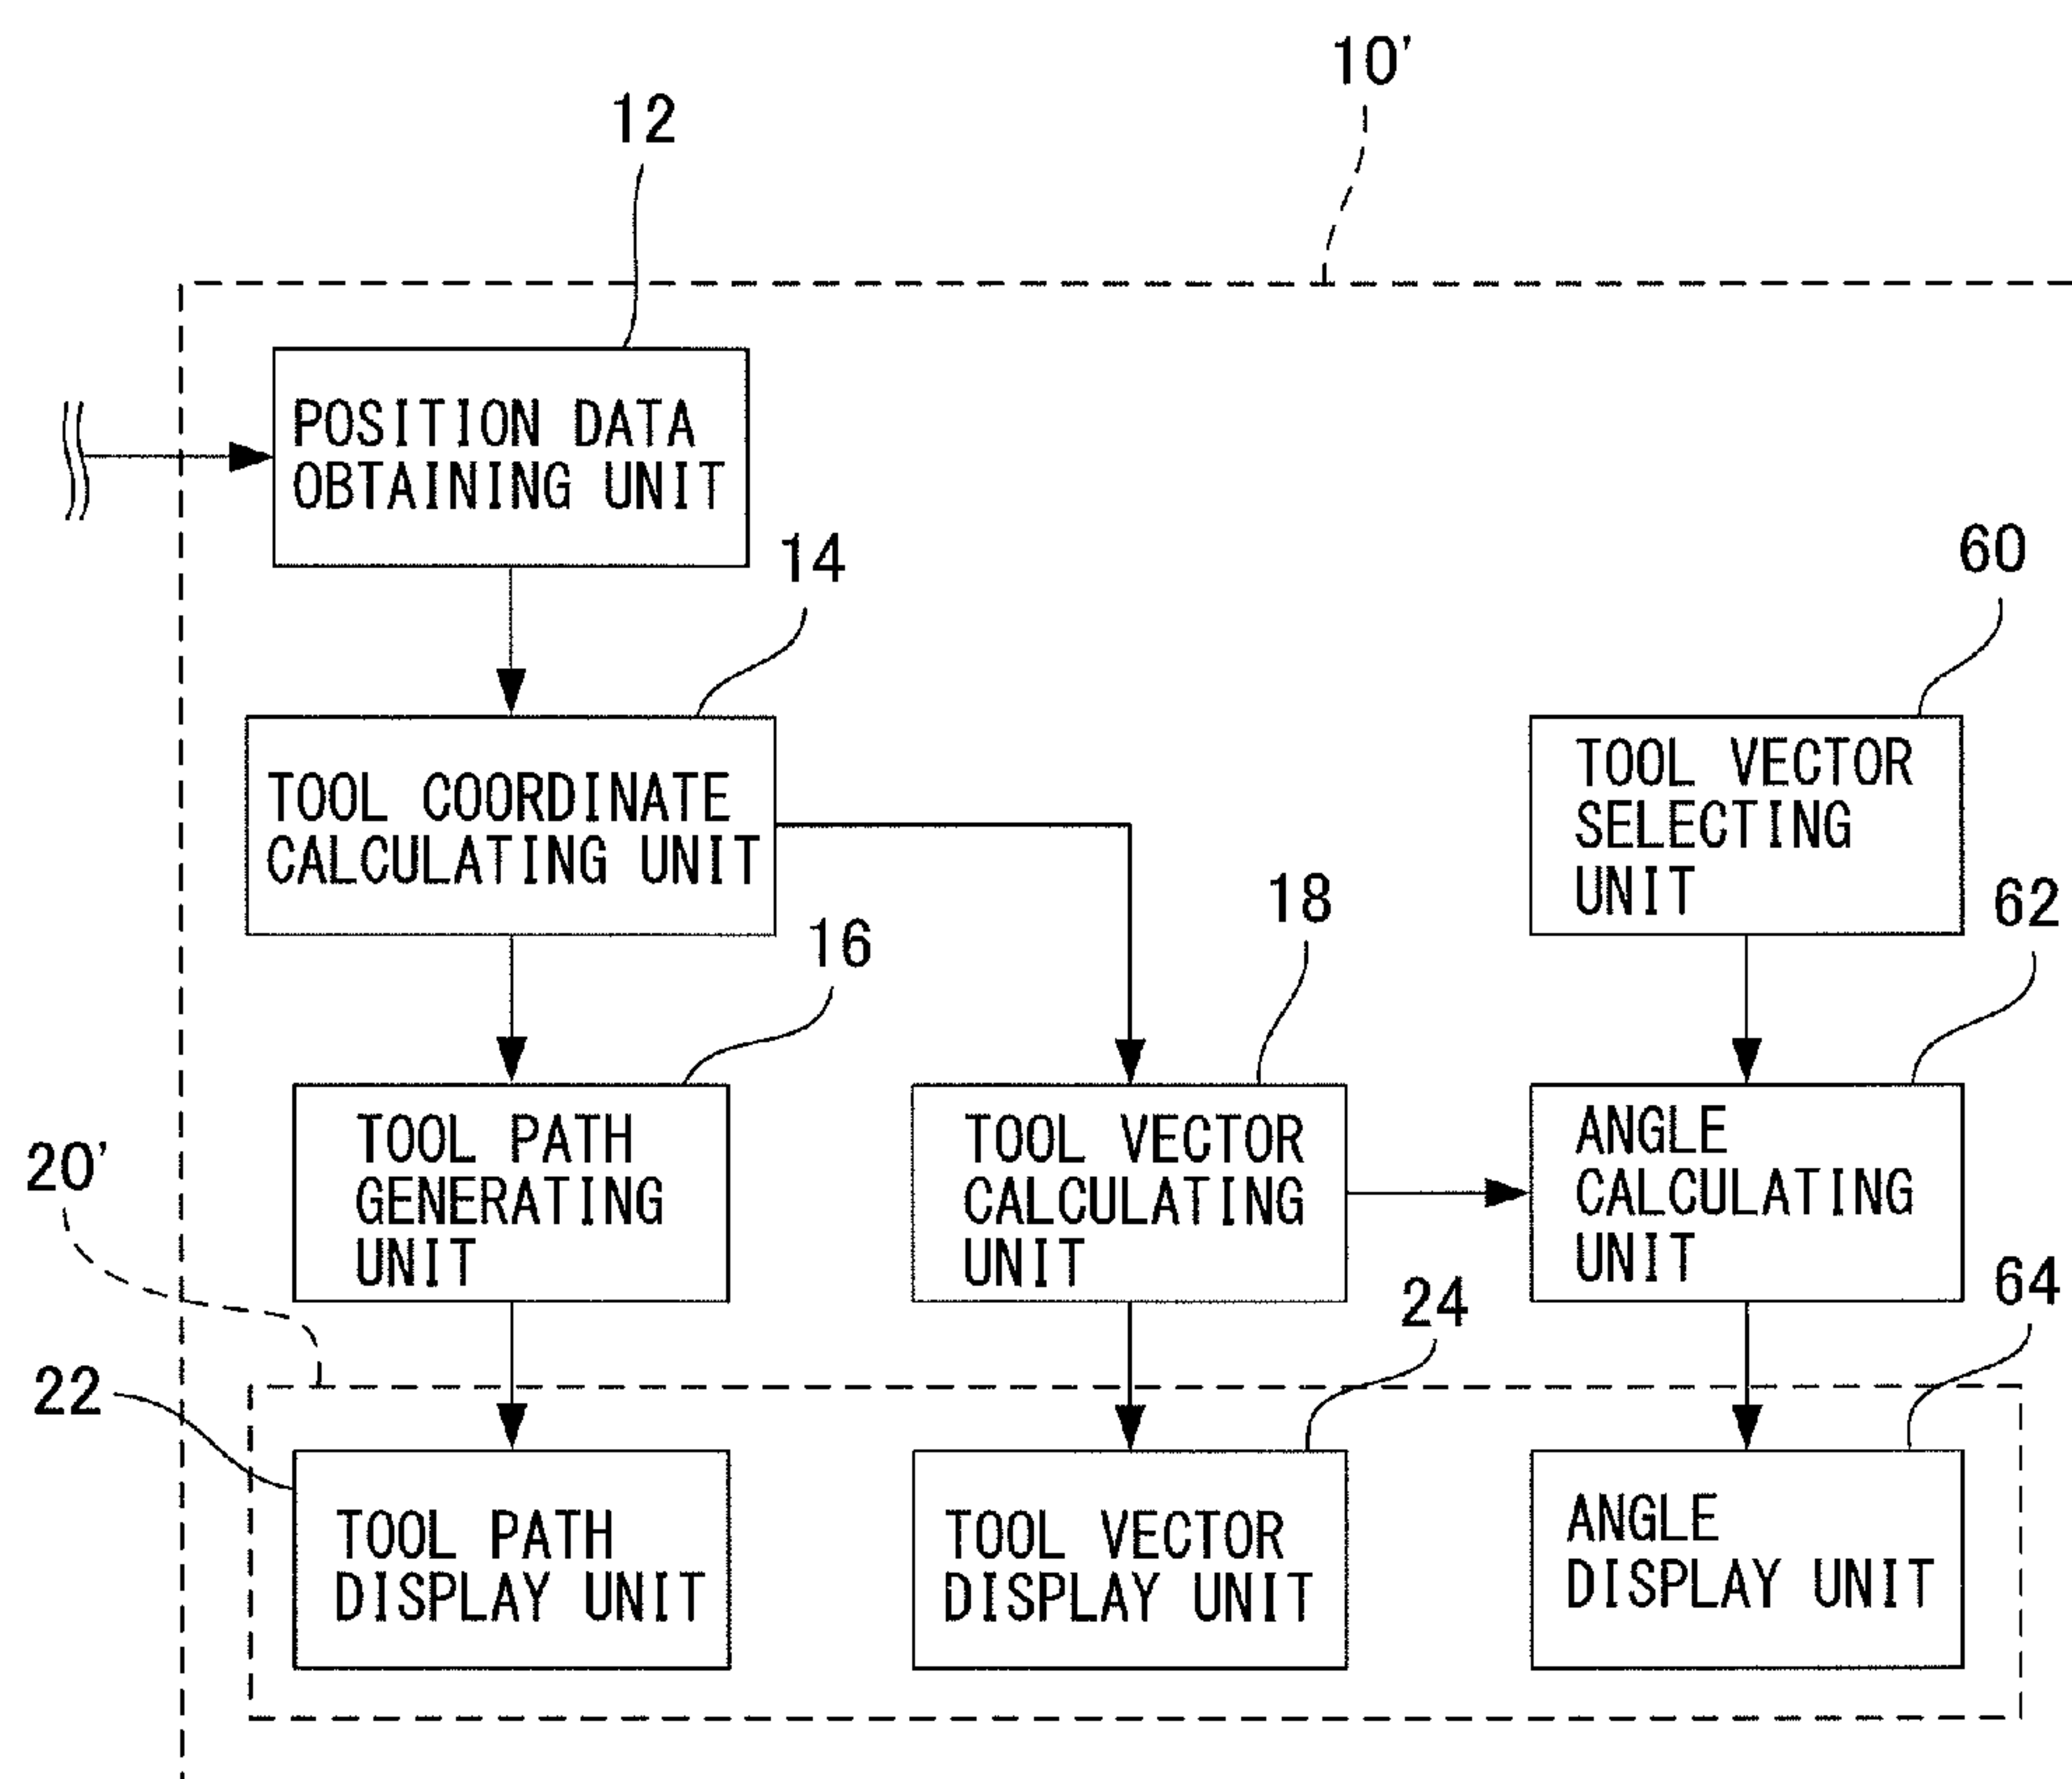 10'
12
POSITION DATA
OBTAINING UNIT
14
60
TOOL COORDINATE
CALCULATING UNIT
TOOL VECTOR
SELECTING
UNIT
16
18
62
TOOL PATH
GENERATING
UNIT
TOOL VECTOR
CALCULATING
UNIT
ANGLE
CALCULATING
UNIT
20'
22
24
64
TOOL PATH
DISPLAY UNIT
TOOL VECTOR
DISPLAY UNIT
ANGLE
DISPLAY UNIT